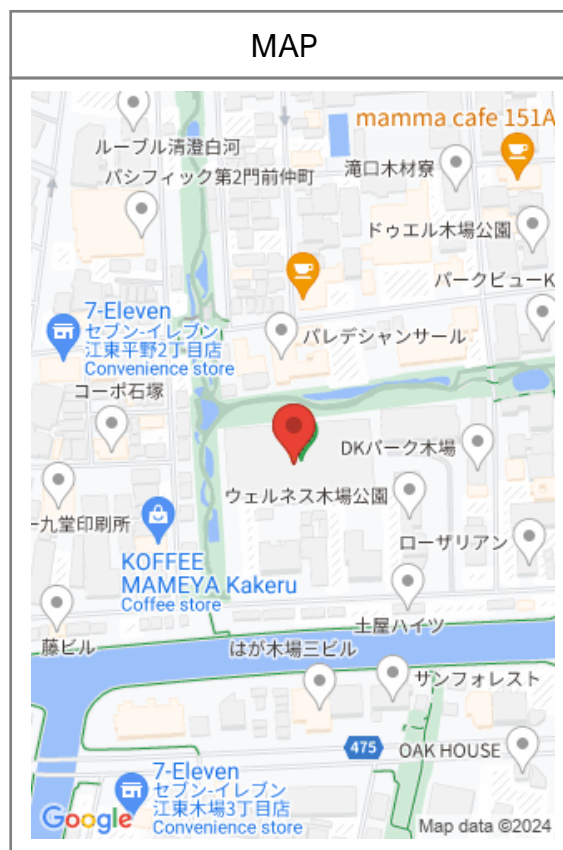 MAP
mamma cafe 151A
ルーブル清澄白河
パシフィック第2門前仲町
滝口木材寮
ドゥエル木場公園
パークビューK
7-Eleven
セブン-イレブン
江東平野2丁目店
Convenience store
パレデシャンサール
コーポ石塚
DKパーク木場
ウェルネス木場公園
一九堂印刷所
ローザリアン
KOFFEE
MAMEYA Kakeru
Coffee store
土屋ハイツ
藤ビル
はが木場三ビル
サンフォレスト
475
OAK HOUSE
7-Eleven
セブン-イレブン
江東木場3丁目店
Convenience store
Google
Map data ©2024